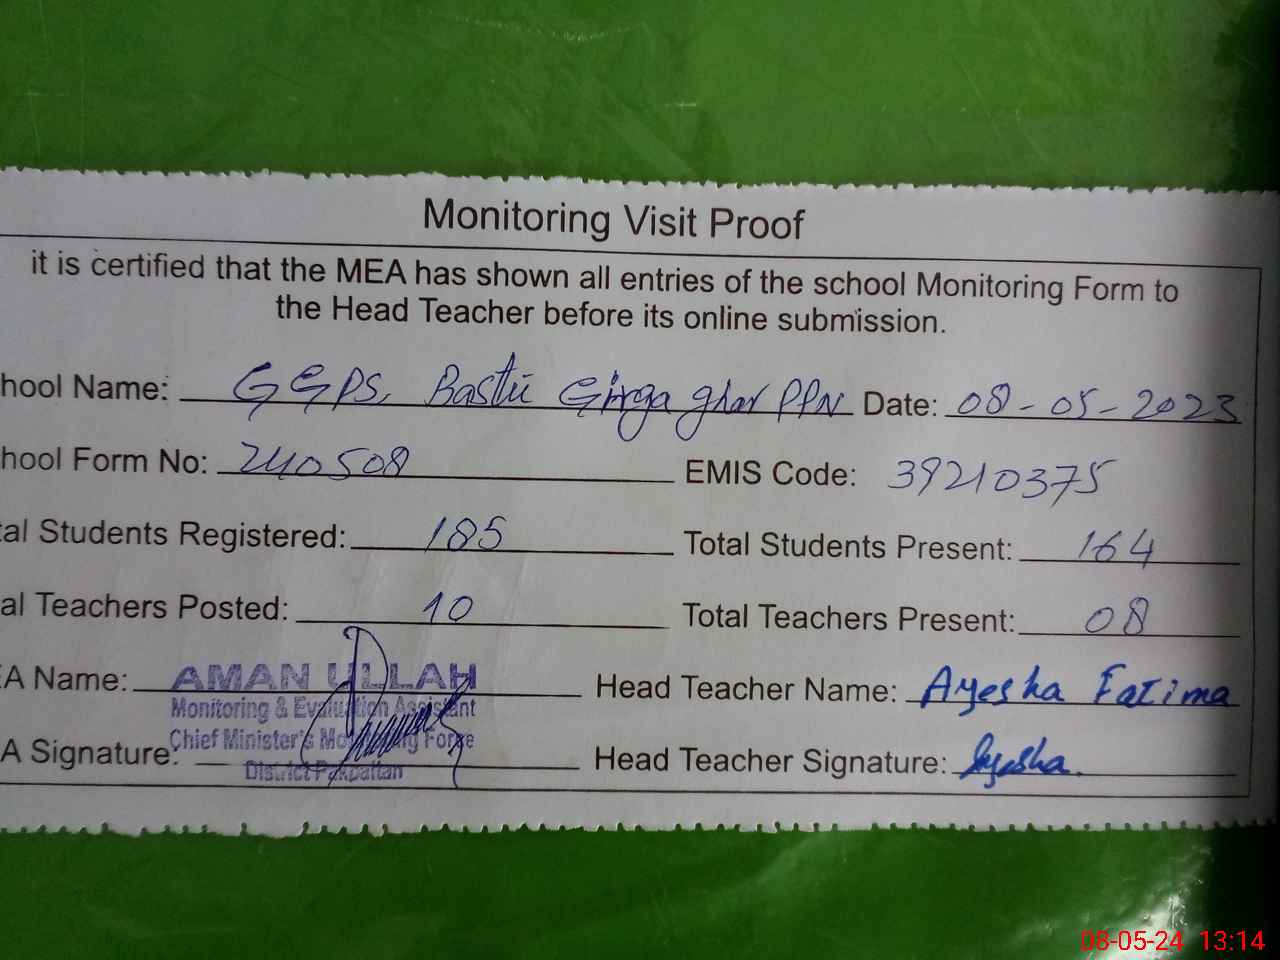 Monitoring Visit Proof
it is certified that the MEA has shown all entries of the school Monitoring Form to
the Head Teacher before its online submission.
hool Name: GGPS, Bastii Girga ghar PPN Date: 08-05-2023
hool Form No: 240508 EMIS Code: 39210375
tal Students Registered: 185 Total Students Present: 164
al Teachers Posted: 10 Total Teachers Present: 08
EA Name: AMAN ULLAH Head Teacher Name: Ayesha Fatima
Monitoring & Evaluation Assistant
Chief Minister's Monitoring Force
A Signature: Head Teacher Signature: Ayesha.
District Pakpattan
08-05-24 13:14